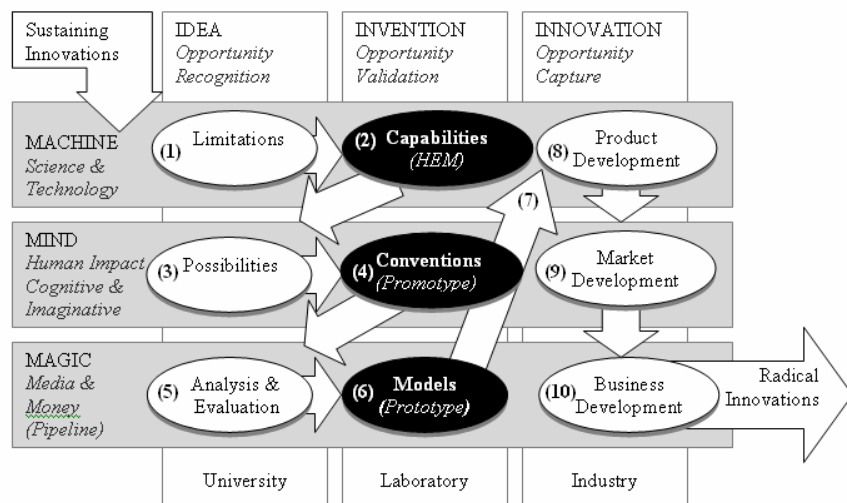 Sustaining
Innovations
IDEA
Opportunity
Recognition
INVENTION
Opportunity
Validation
INNOVATION
Opportunity
Capture
MACHINE
Science &
Technology
(1) Limitations
(2) Capabilities
(HEM)
(8) Product
Development
(7)
MIND
Human Impact
Cognitive &
Imaginative
(3) Possibilities
(4) Conventions
(Promotype)
(9) Market
Development
MAGIC
Media &
Money
(Pipeline)
(5) Analysis &
Evaluation
(6) Models
(Prototype)
(10) Business
Development
Radical
Innovations
University
Laboratory
Industry